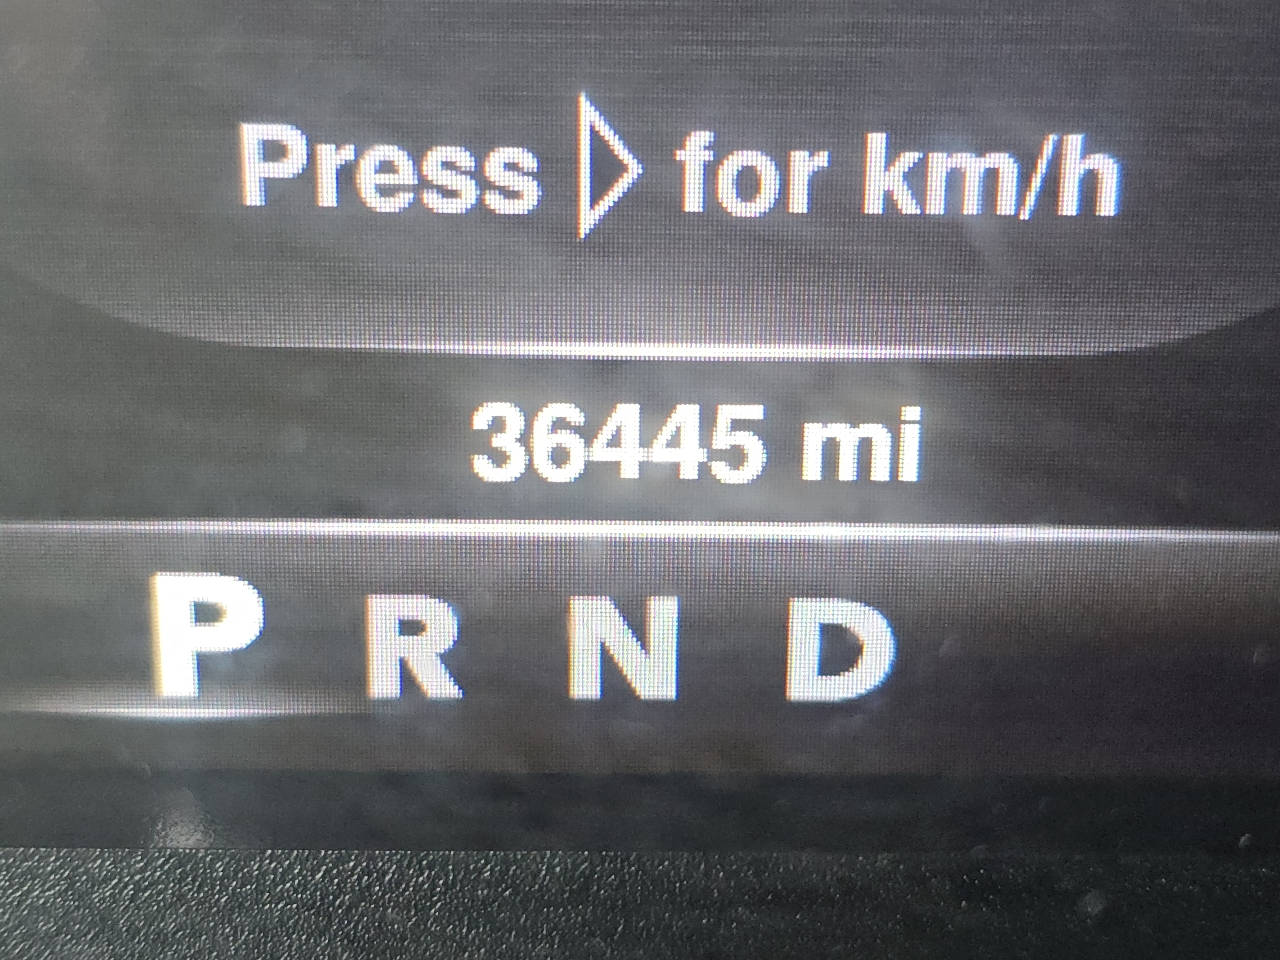 Press ▷ for km/h
36445 mi
P R N D